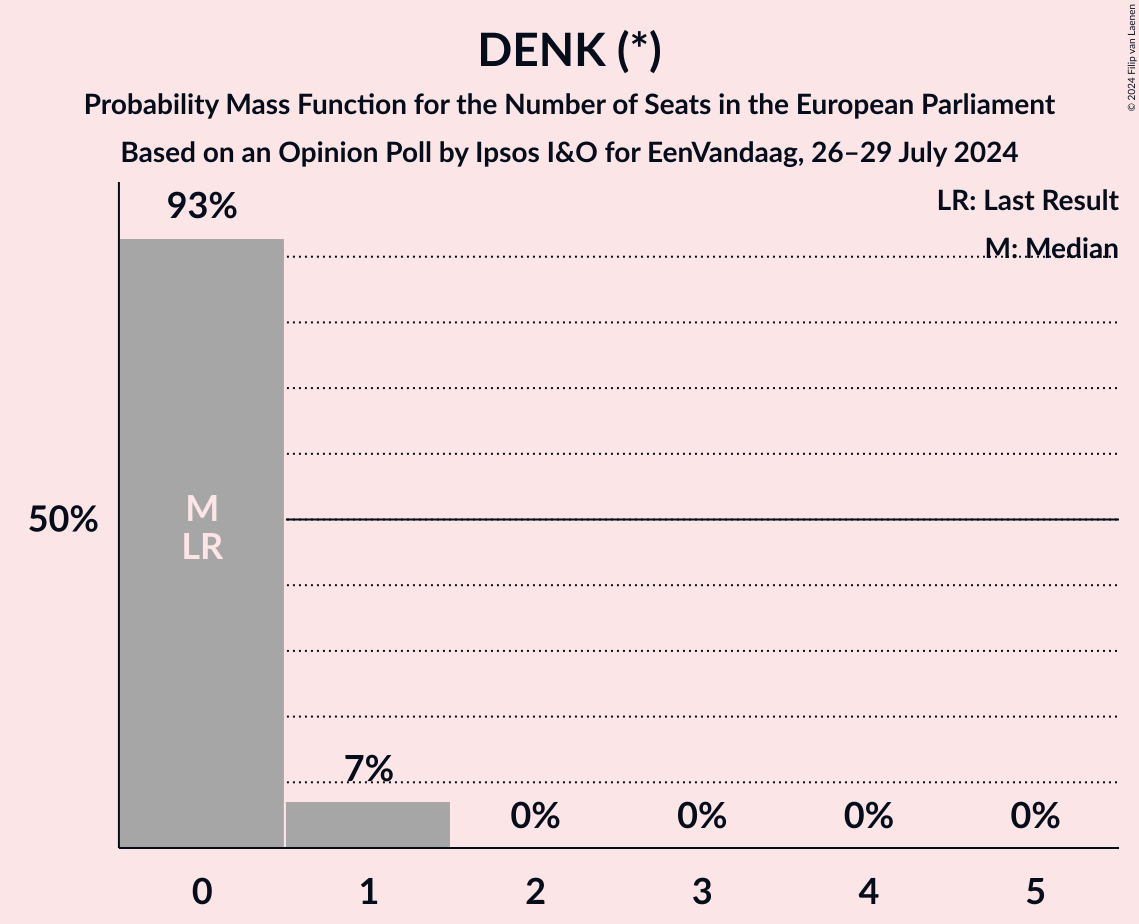 DENK (*)
Probability Mass Function for the Number of Seats in the European Parliament
Based on an Opinion Poll by Ipsos I&O for EenVandaag, 26–29 July 2024
© 2024 Filip van Laenen
LR: Last Result
M: Median
93%
50%
M
LR
7%
0%
0%
0%
0%
0
1
2
3
4
5